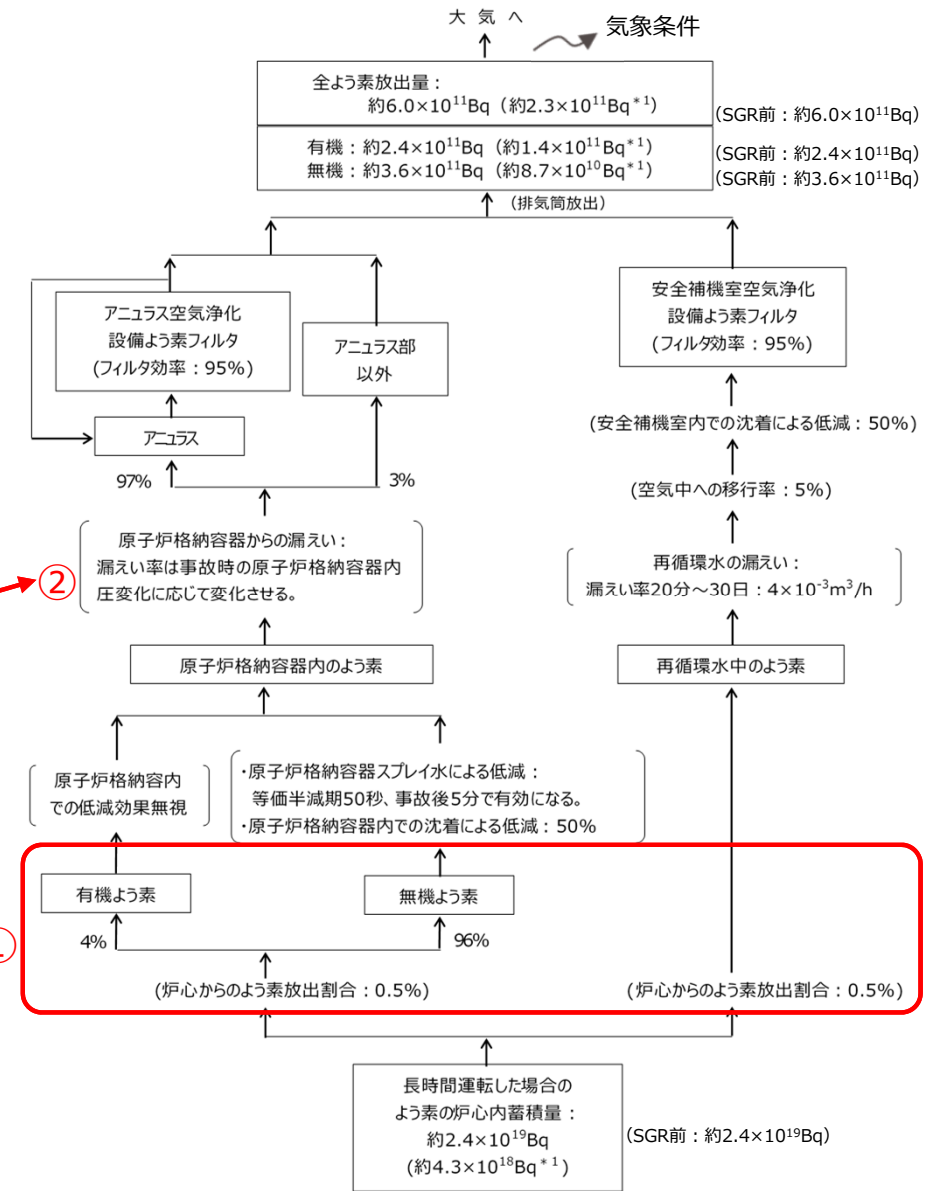 大 気 へ
気象条件
全よう素放出量：
約6.0×10¹¹Bq（約2.3×10¹¹Bq*¹）
(SGR前：約6.0×10¹¹Bq）
有機：約2.4×10¹¹Bq（約1.4×10¹¹Bq*¹）
(SGR前：約2.4×10¹¹Bq）
無機：約3.6×10¹¹Bq（約8.7×10¹⁰Bq*¹）
(SGR前：約3.6×10¹¹Bq）
（排気筒放出）
アニュラス空気浄化
設備よう素フィルタ
(フィルタ効率：95%）
アニュラス部
以外
安全補機室空気浄化
設備よう素フィルタ
(フィルタ効率：95%）
アニュラス
(安全補機室内での沈着による低減：50%）
97%
3%
(空気中への移行率：5%）
原子炉格納容器からの漏えい：
漏えい率は事故時の原子炉格納容器内
圧変化に応じて変化させる。
②
再循環水の漏えい：
漏えい率20分～30日：4×10⁻³m³/h
原子炉格納容器内のよう素
再循環水中のよう素
原子炉格納容内
での低減効果無視
・原子炉格納容器スプレイ水による低減：
等価半減期50秒、事故後5分で有効になる。
・原子炉格納容器内での沈着による低減：50%
有機よう素
無機よう素
4%
96%
(炉心からのよう素放出割合：0.5%）
(炉心からのよう素放出割合：0.5%）
長時間運転した場合の
よう素の炉心内蓄積量：
約2.4×10¹⁹Bq
(約4.3×10¹⁸Bq*¹）
(SGR前：約2.4×10¹⁹Bq）